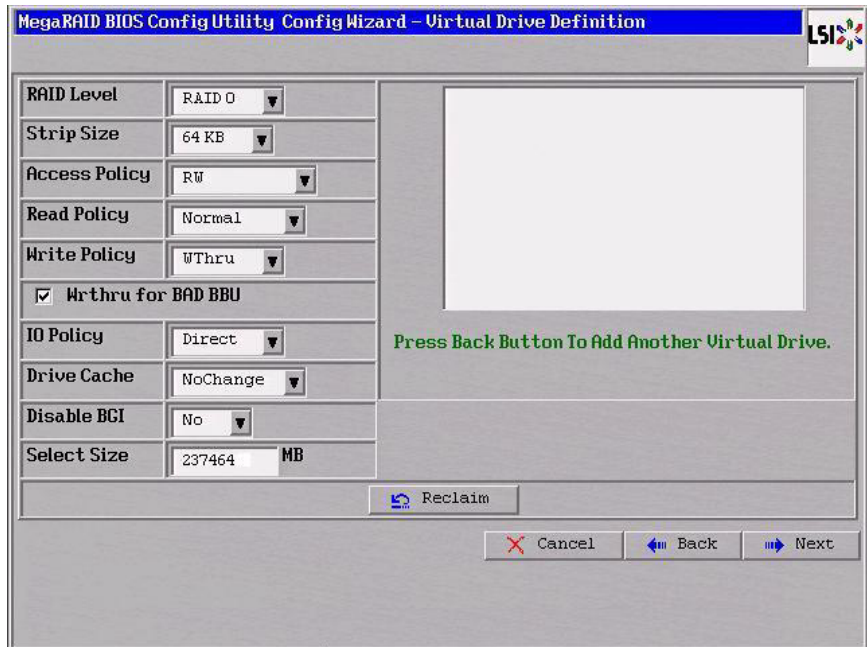 MegaRAID BIOS Config Utility Config Wizard – Virtual Drive Definition
LSI
RAID Level RAID 0
Strip Size 64 KB
Access Policy RW
Read Policy Normal
Write Policy WThru
Wrthru for BAD BBU
IO Policy Direct
Drive Cache NoChange
Disable BGI No
Select Size 237464 MB
Press Back Button To Add Another Virtual Drive.
Reclaim
Cancel Back Next